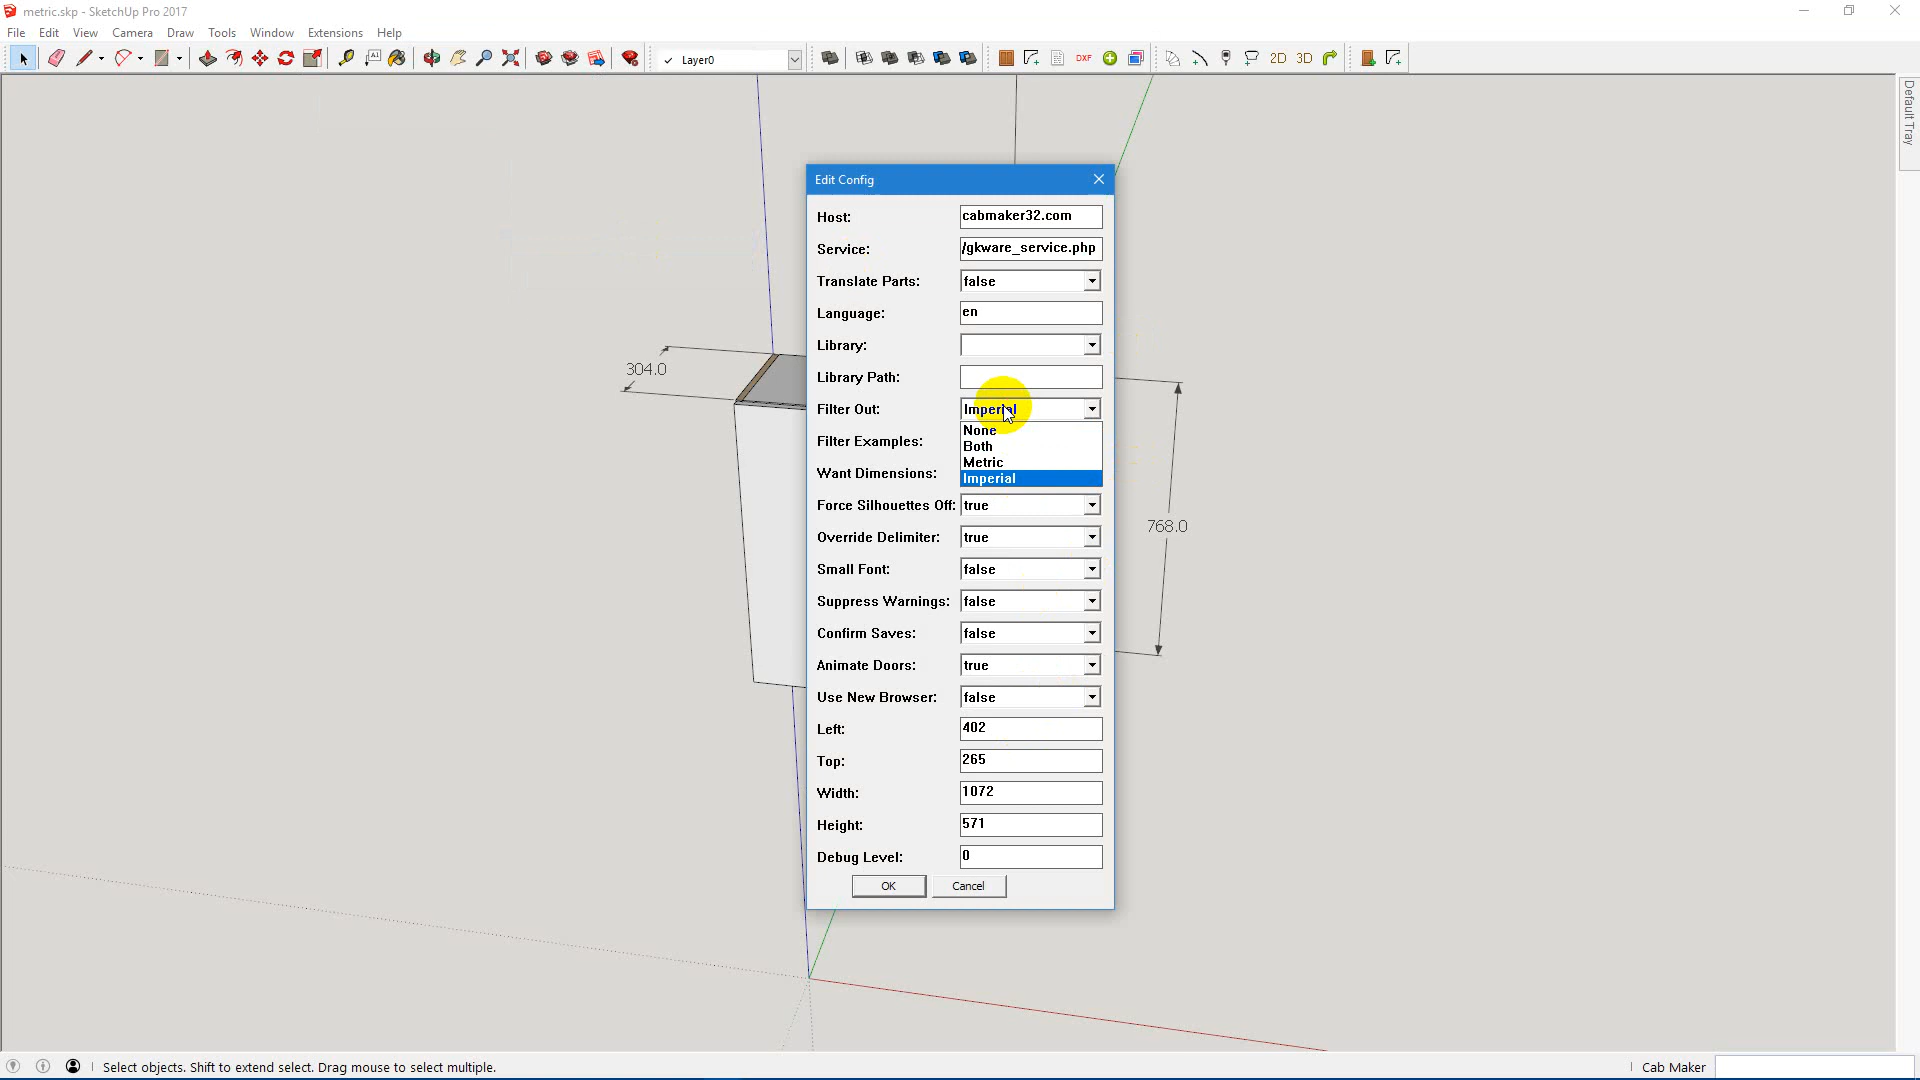 metric.skp - SketchUp Pro 2017
File Edit View Camera Draw Tools Window Extensions Help
Layer0
DXF
2D
3D
Default Tray
Edit Config
Host: cabmaker32.com
Service: /gkware_service.php
Translate Parts: false
Language: en
Library:
304.0
Library Path:
Filter Out: Imperial
None
Filter Examples:
Both
Metric
Want Dimensions:
Imperial
Force Silhouettes Off: true
768.0
Override Delimiter: true
Small Font: false
Suppress Warnings: false
Confirm Saves: false
Animate Doors: true
Use New Browser: false
Left: 402
Top: 265
Width: 1072
Height: 571
Debug Level: 0
OK Cancel
Select objects. Shift to extend select. Drag mouse to select multiple. Cab Maker